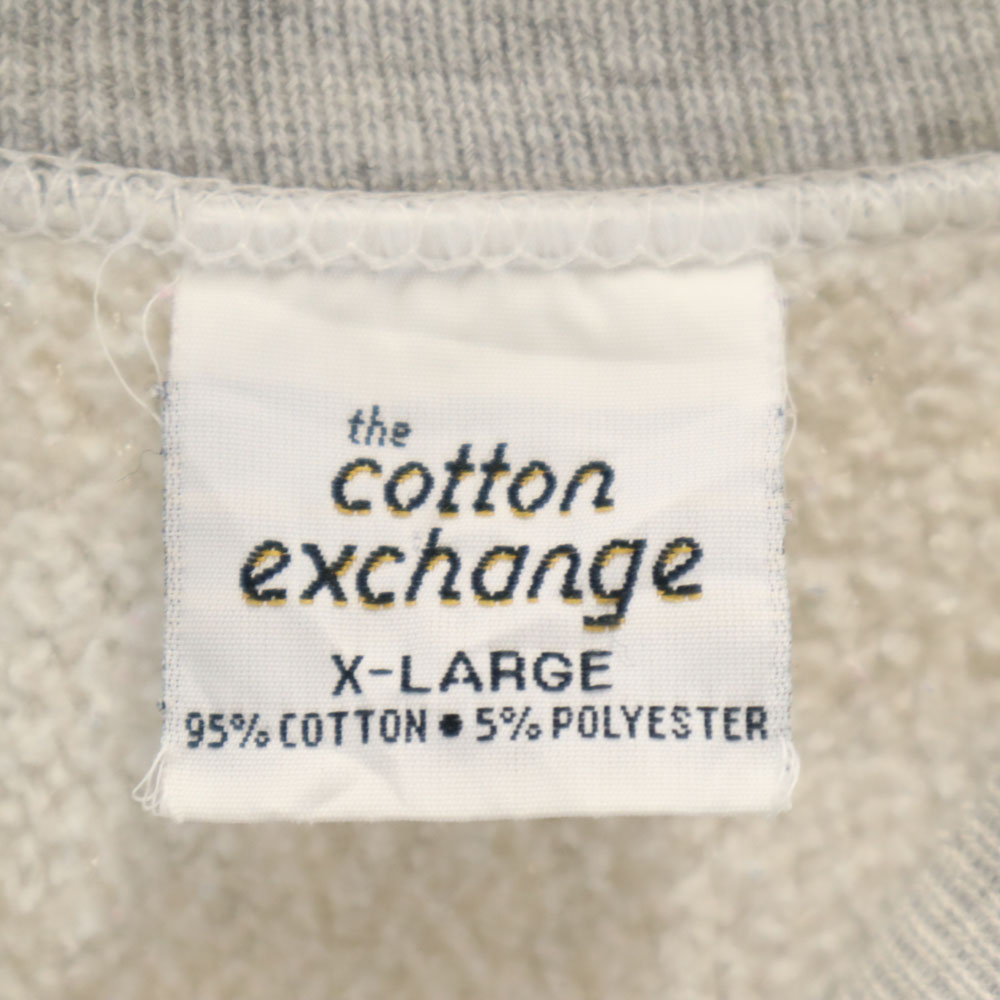 the
cotton
exchange
X-LARGE
95% COTTON • 5% POLYESTER